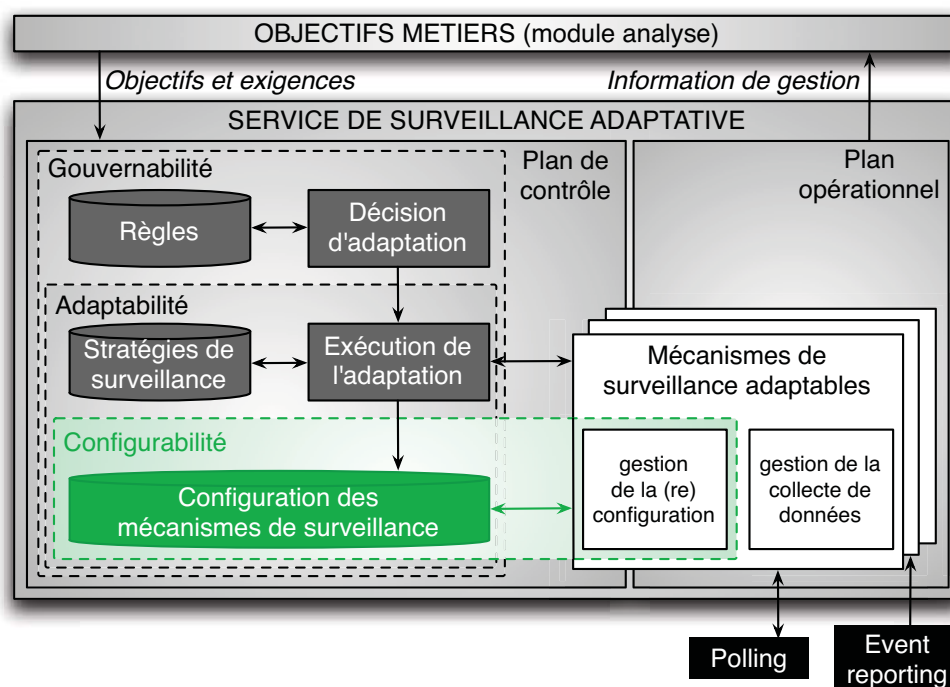 OBJECTIFS METIERS (module analyse)
Objectifs et exigences
Information de gestion
SERVICE DE SURVEILLANCE ADAPTATIVE
Gouvernabilité
Plan de
contrôle
Plan
opérationnel
Règles
Décision
d'adaptation
Adaptabilité
Stratégies de
surveillance
Exécution de
l'adaptation
Mécanismes de
surveillance adaptables
Configurabilité
Configuration des
mécanismes de surveillance
gestion
de la (re)
configuration
gestion de la
collecte de
données
Polling
Event
reporting